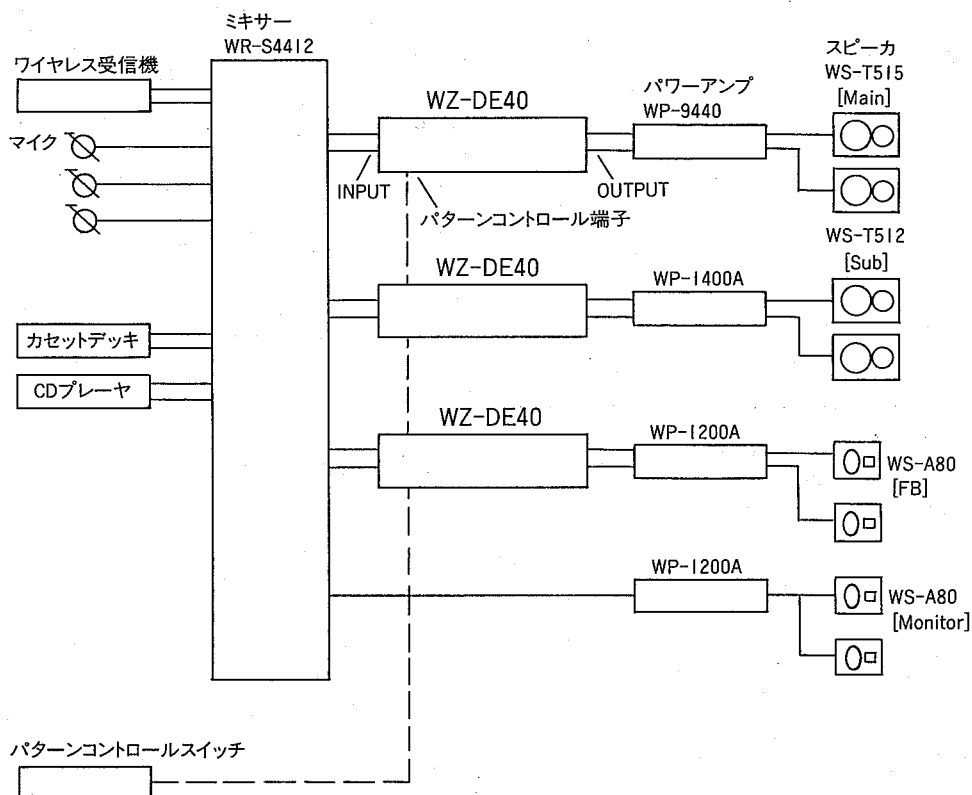 ミキサー
WR-S4412
ワイヤレス受信機
マイク
カセットデッキ
CDプレーヤ
WZ-DE40
INPUT
OUTPUT
パターンコントロール端子
パワーアンプ
WP-9440
スピーカ
WS-T515
[Main]
WZ-DE40
WP-1400A
WS-T512
[Sub]
WZ-DE40
WP-1200A
WS-A80
[FB]
WP-1200A
WS-A80
[Monitor]
パターンコントロールスイッチ